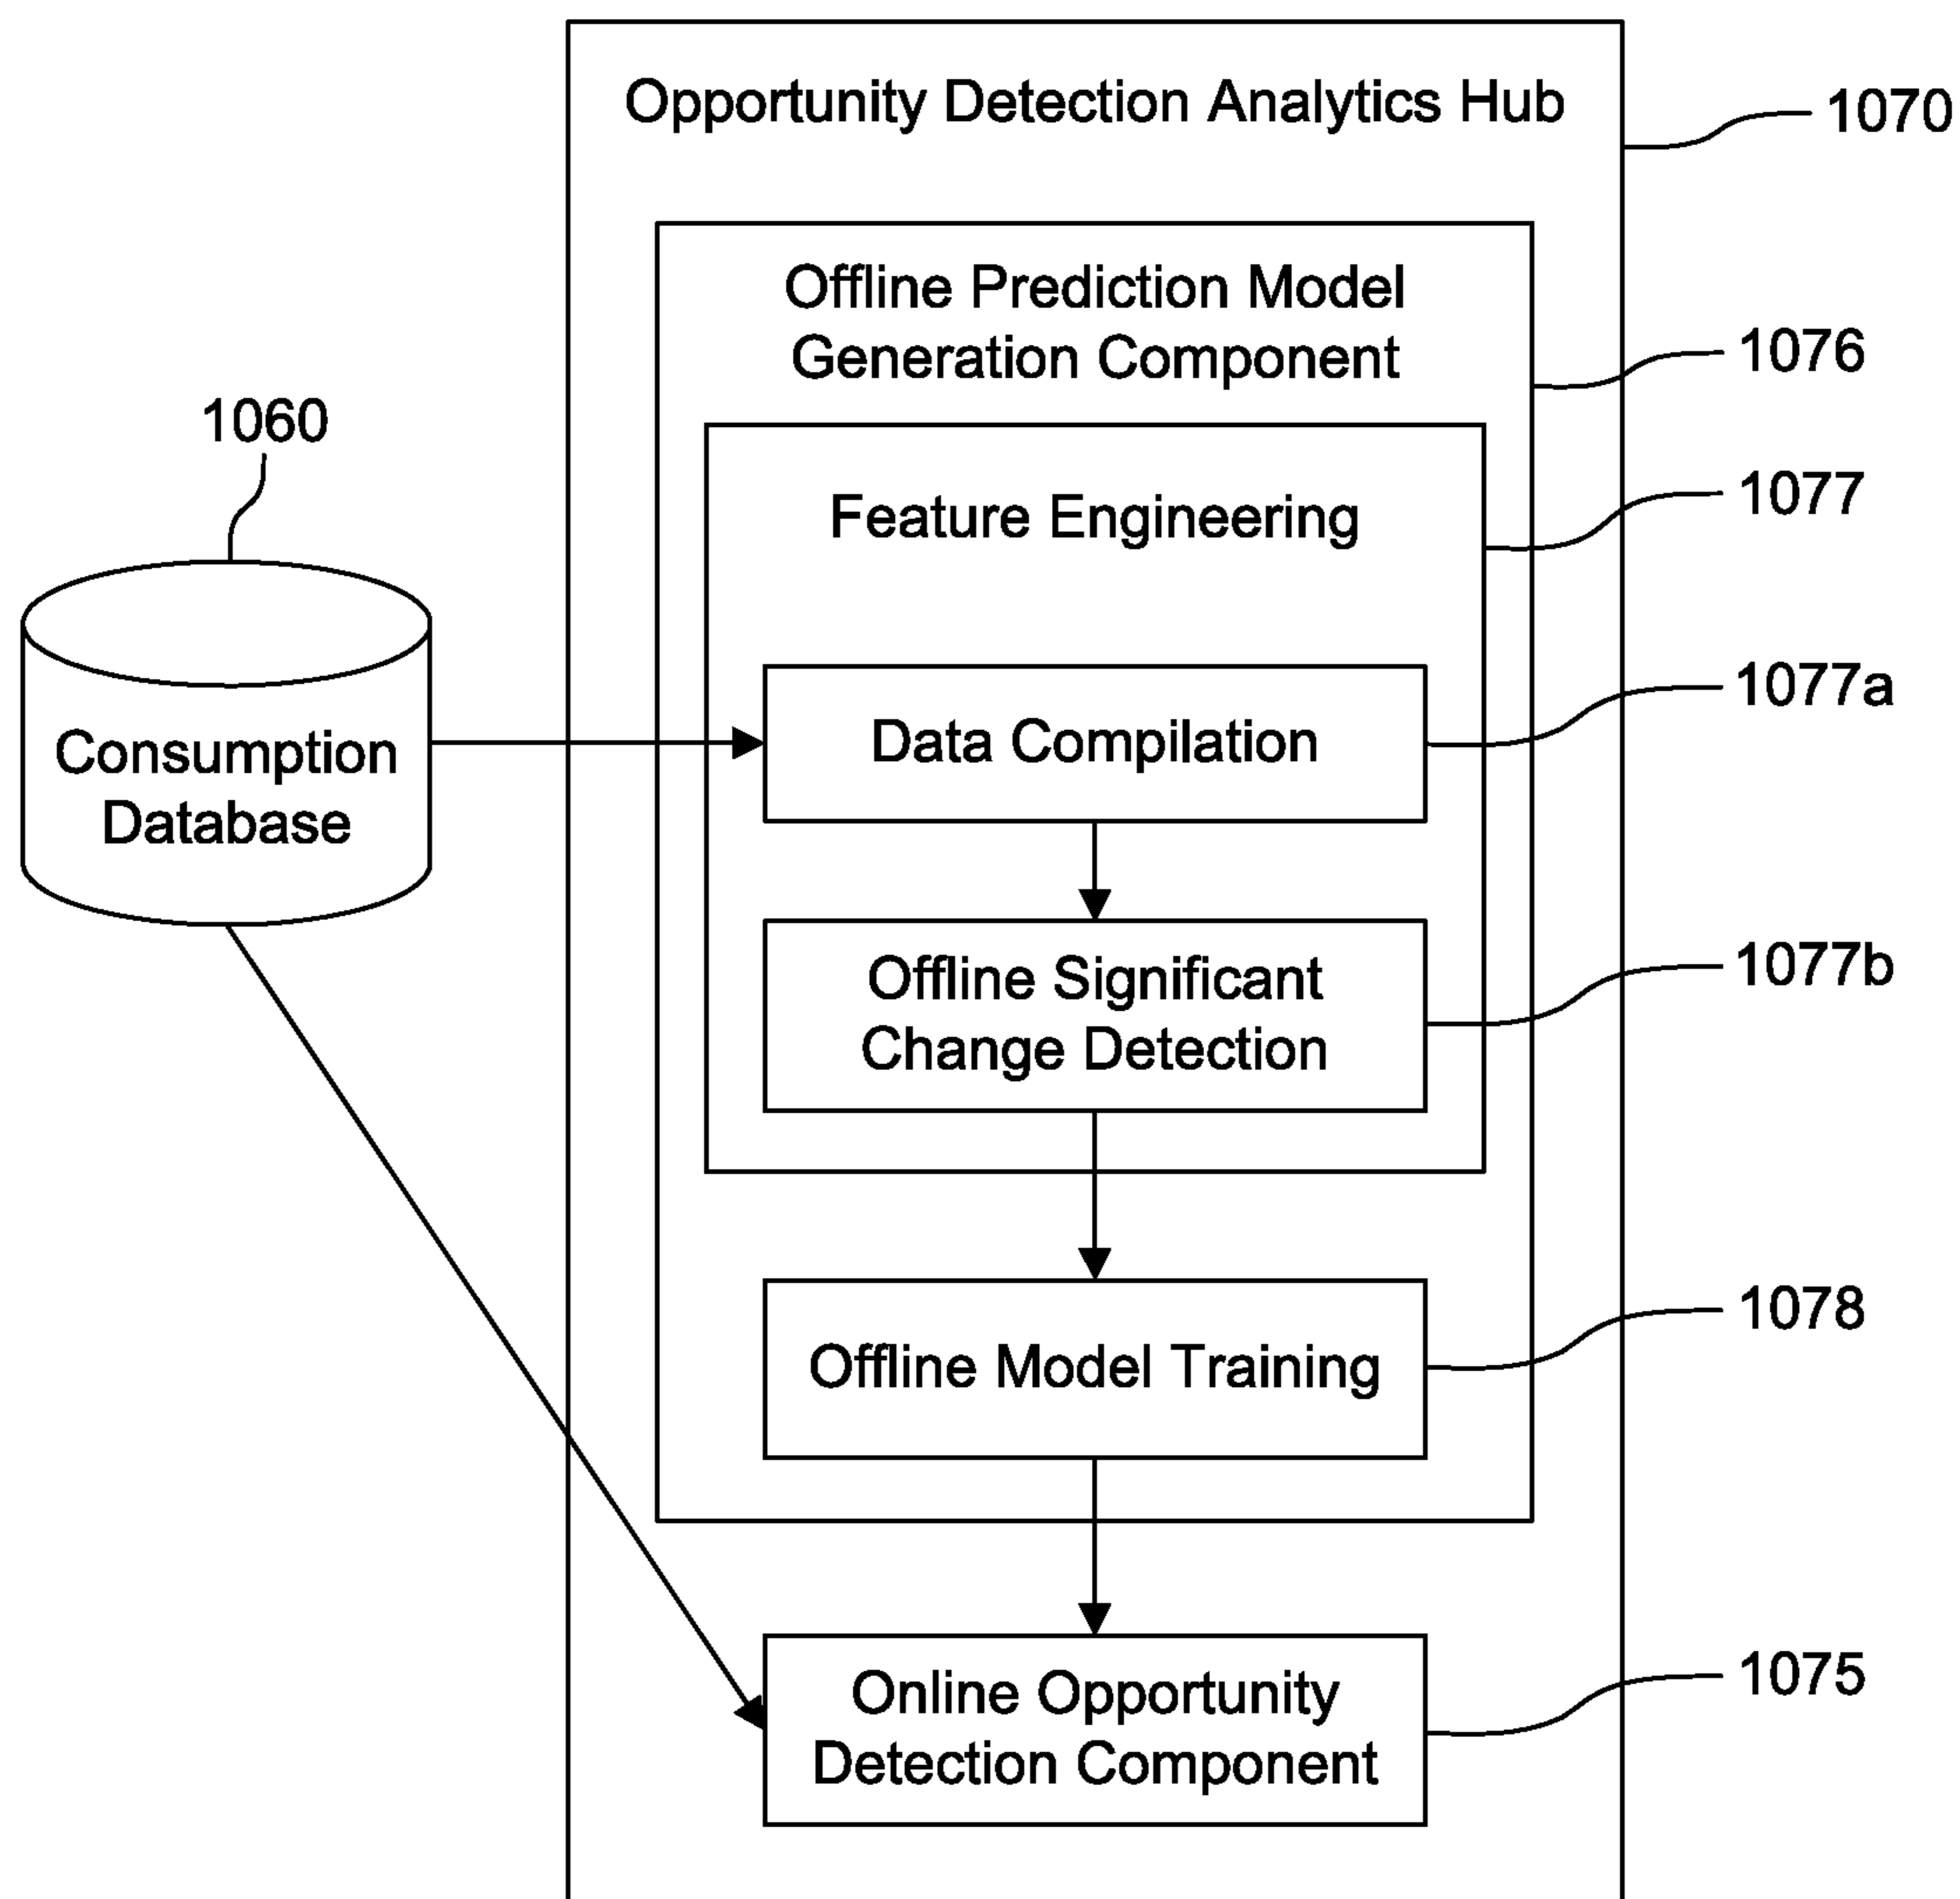 Opportunity Detection Analytics Hub
1070
Offline Prediction Model
Generation Component
1076
1060
Feature Engineering
1077
Consumption
Database
Data Compilation
1077a
Offline Significant
Change Detection
1077b
Offline Model Training
1078
Online Opportunity
Detection Component
1075